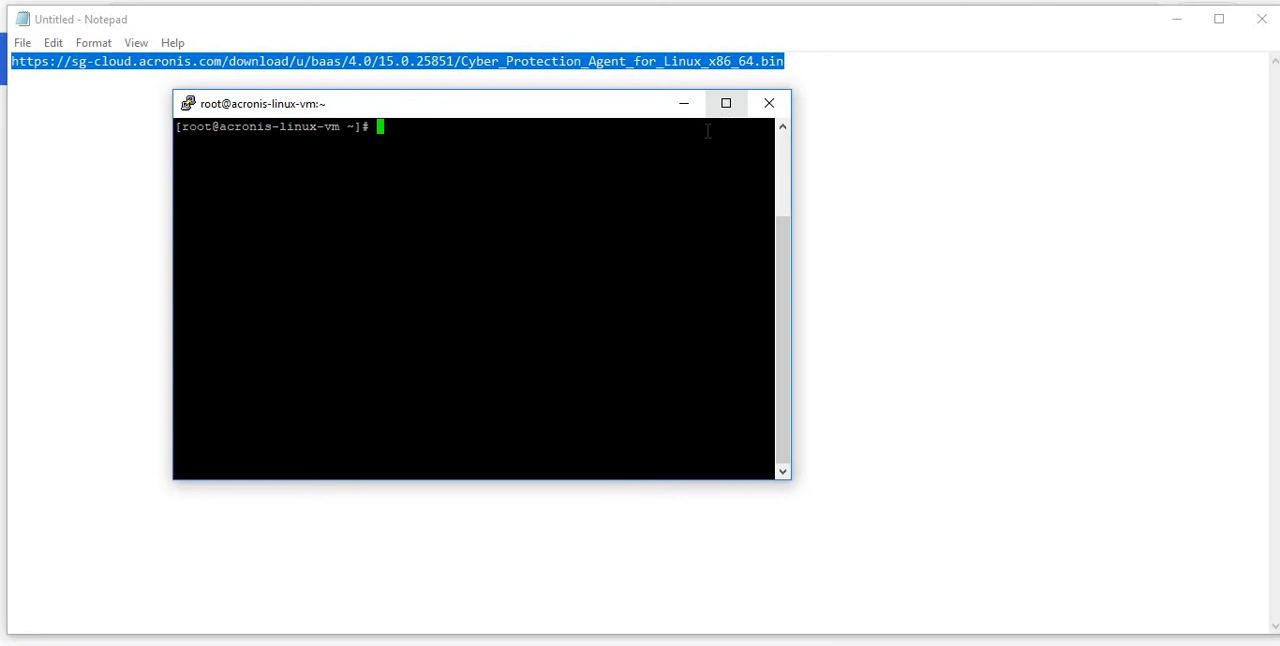 Untitled - Notepad
File Edit Format View Help
https://sg-cloud.acronis.com/download/u/baas/4.0/15.0.25851/Cyber_Protection_Agent_for_Linux_x86_64.bin
root@acronis-linux-vm:~
[root@acronis-linux-vm ~]#